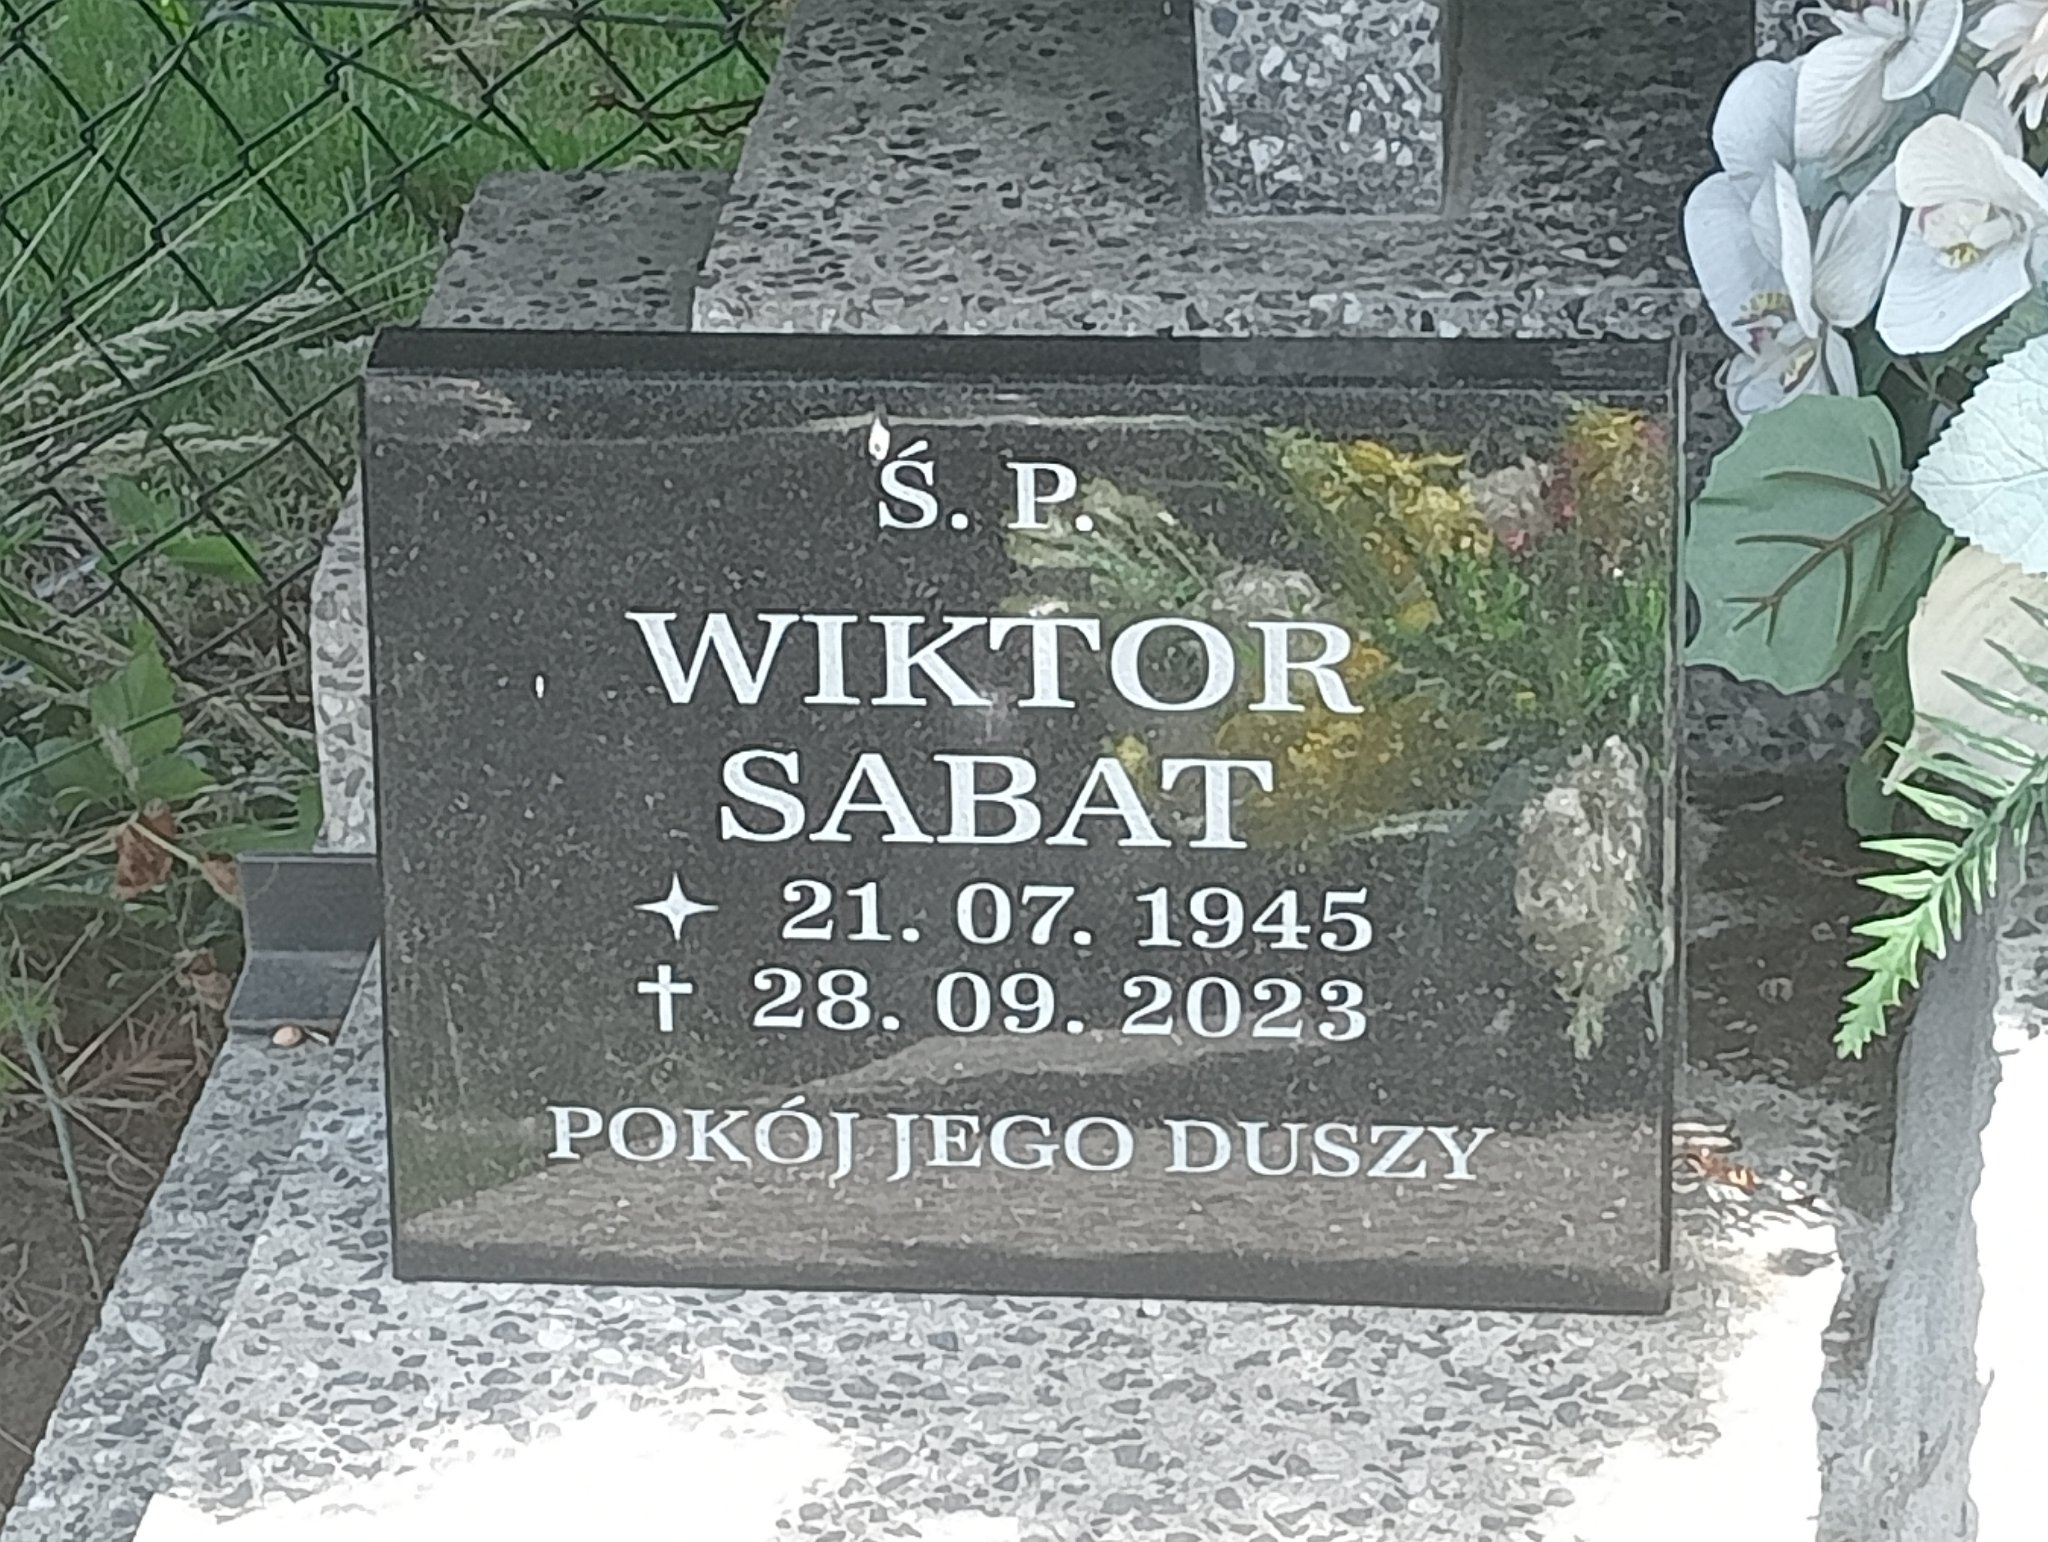 Ś. P.
WIKTOR
SABAT
21. 07. 1945
28. 09. 2023
POKÓJ JEGO DUSZY